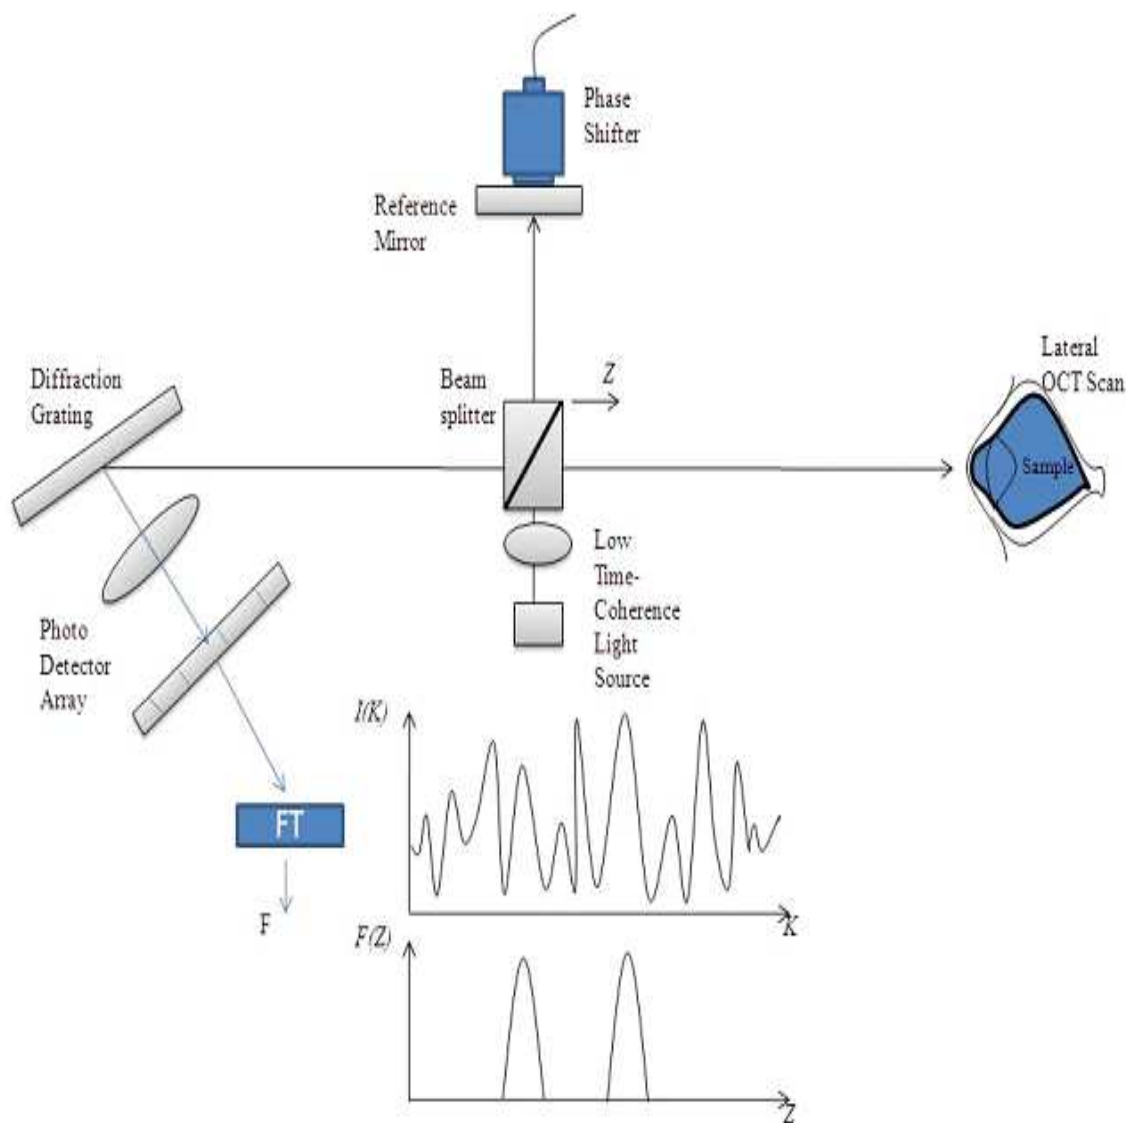 Phase
Shifter
Reference
Mirror
Lateral
OCT Scan
Diffraction
Grating
Beam
splitter
Z
Sample
Low
Time-
Coherence
Light
Source
Photo
Detector
Array
I(K)
FT
F
K
F(Z)
Z